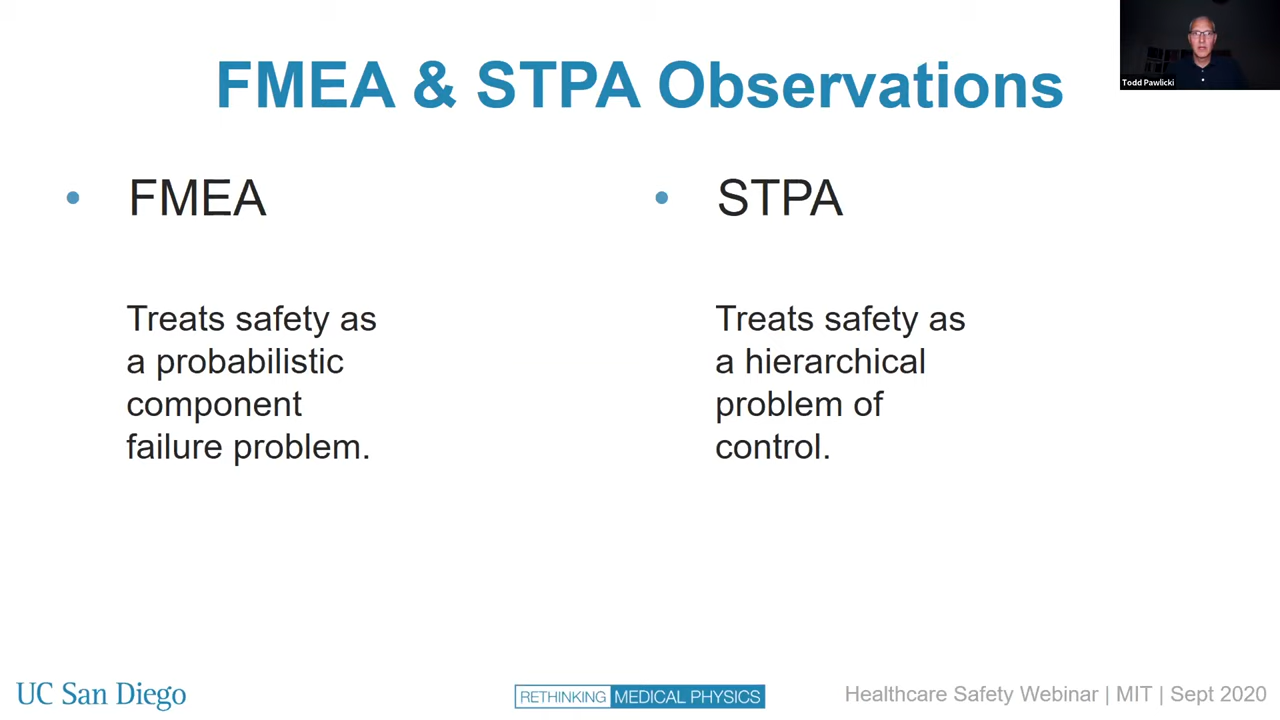 FMEA & STPA Observations
Todd Pawlicki
• FMEA
Treats safety as
a probabilistic
component
failure problem.
• STPA
Treats safety as
a hierarchical
problem of
control.
UC San Diego
RETHINKING MEDICAL PHYSICS
Healthcare Safety Webinar | MIT | Sept 2020